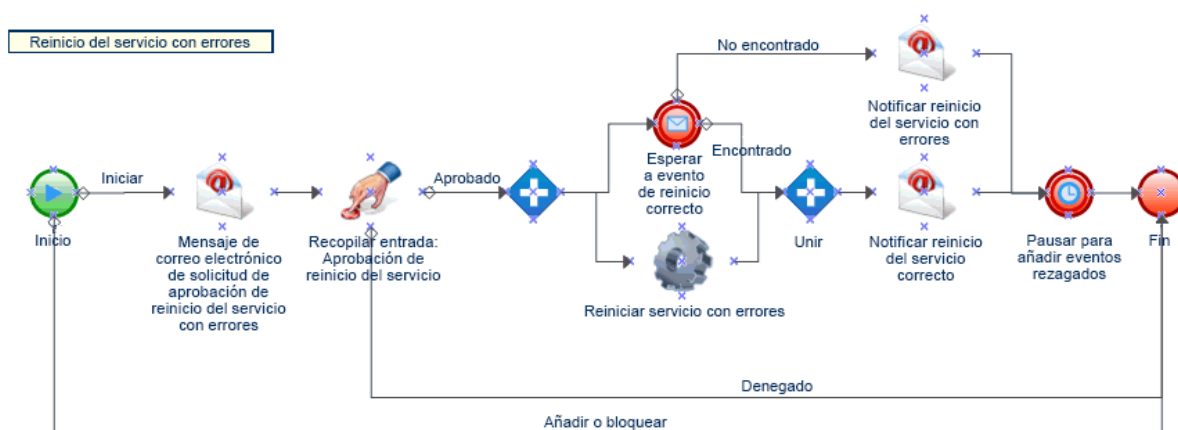 Reinicio del servicio con errores
No encontrado
Notificar reinicio
del servicio con
errores
Iniciar
Aprobado
Encontrado
Esperar
a evento
de reinicio
correcto
Inicio
Mensaje de
correo electrónico
de solicitud de
aprobación de
reinicio del servicio
con errores
Recopilar entrada:
Aprobación de
reinicio del servicio
Unir
Notificar reinicio
del servicio
correcto
Pausar para
añadir eventos
rezagados
Fin
Reiniciar servicio con errores
Denegado
Añadir o bloquear